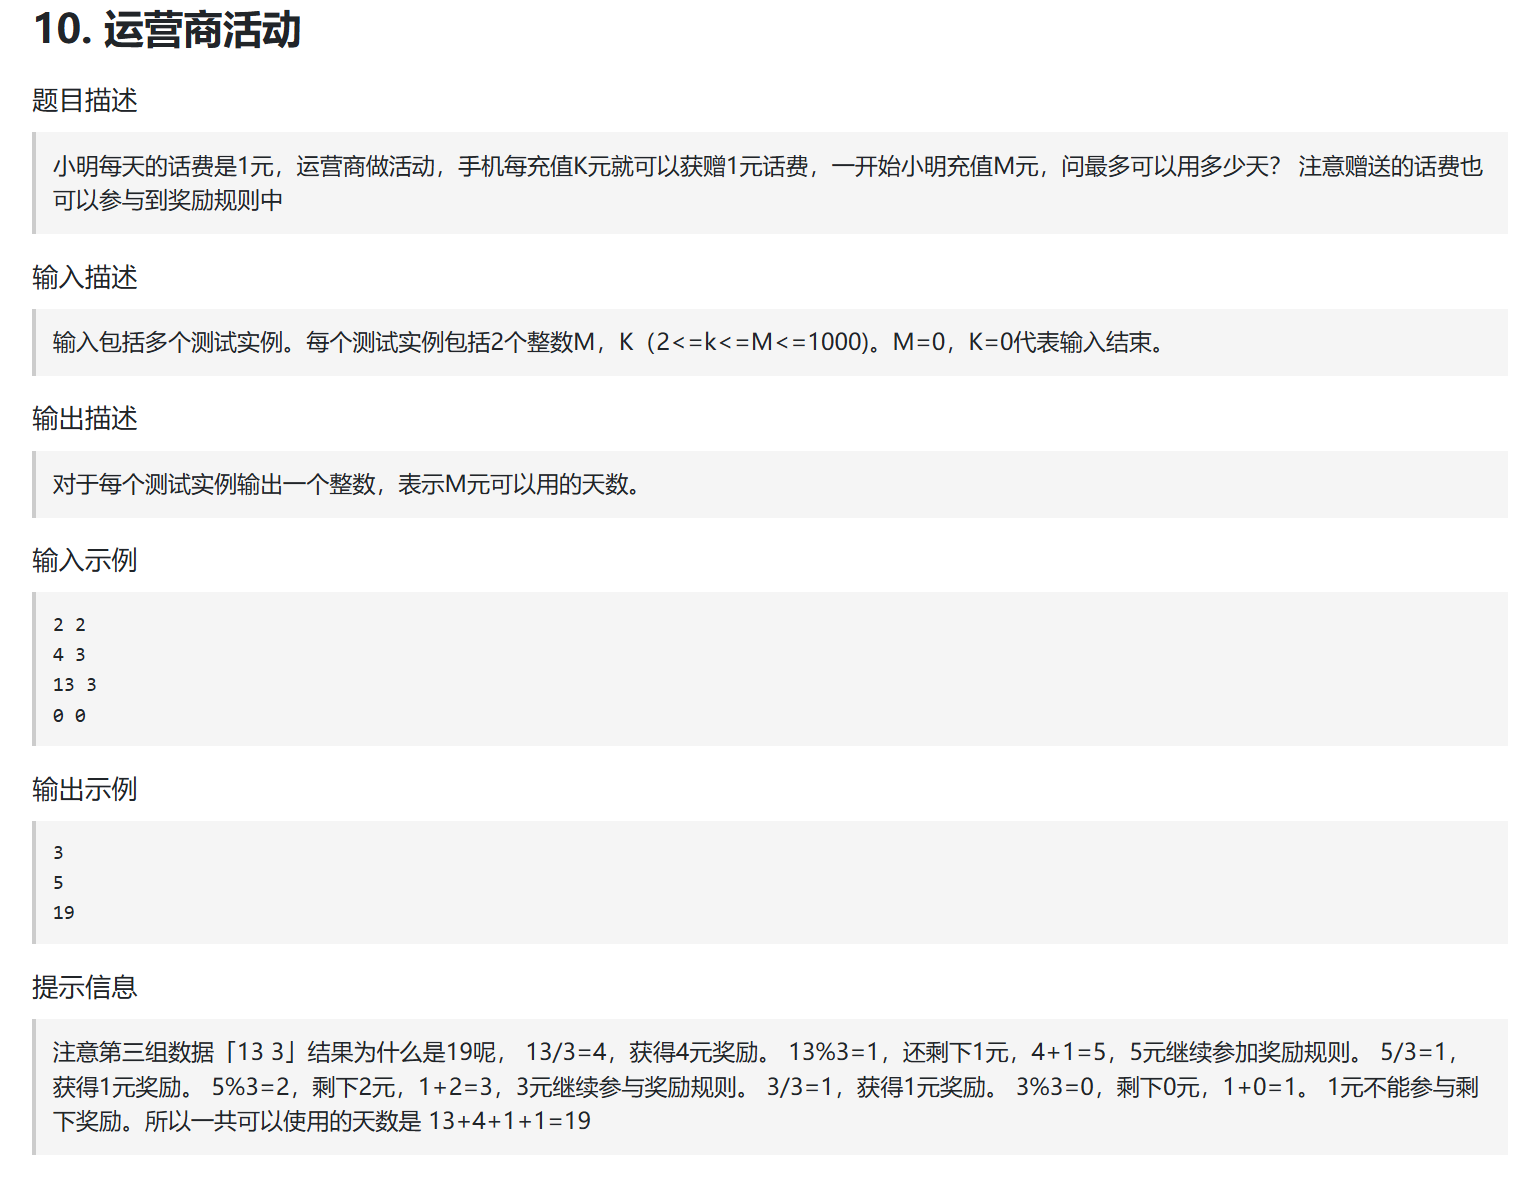 10. 运营商活动
题目描述
小明每天的话费是1元，运营商做活动，手机每充值K元就可以获赠1元话费，一开始小明充值M元，问最多可以用多少天？ 注意赠送的话费也
可以参与到奖励规则中
输入描述
输入包括多个测试实例。每个测试实例包括2个整数M，K（2<=k<=M<=1000)。M=0，K=0代表输入结束。
输出描述
对于每个测试实例输出一个整数，表示M元可以用的天数。
输入示例
2 2
4 3
13 3
0 0
输出示例
3
5
19
提示信息
注意第三组数据「13 3」结果为什么是19呢， 13/3=4，获得4元奖励。 13%3=1，还剩下1元，4+1=5，5元继续参加奖励规则。 5/3=1，
获得1元奖励。 5%3=2，剩下2元，1+2=3，3元继续参与奖励规则。 3/3=1，获得1元奖励。 3%3=0，剩下0元，1+0=1。 1元不能参与剩
下奖励。所以一共可以使用的天数是 13+4+1+1=19